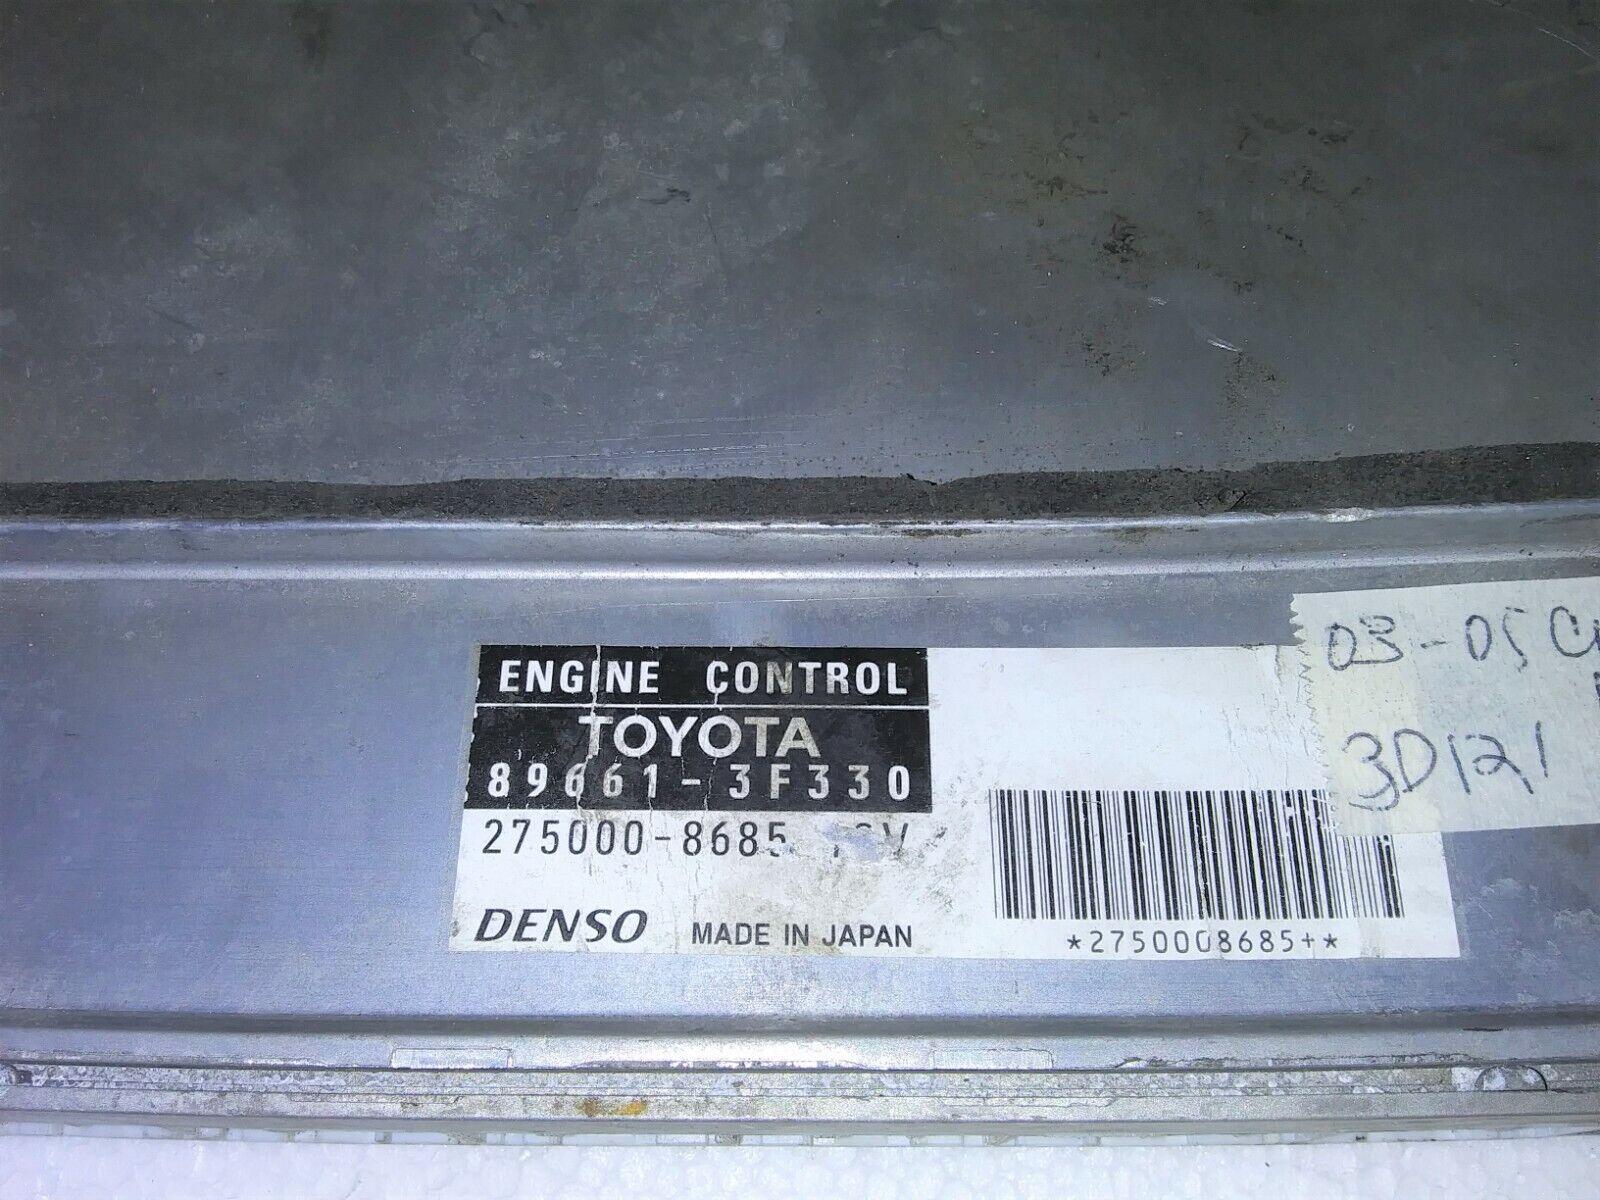 ENGINE CONTROL
TOYOTA
89661-3F330
275000-8685
DENSO MADE IN JAPAN
*2750008685+*
03-05
3D121